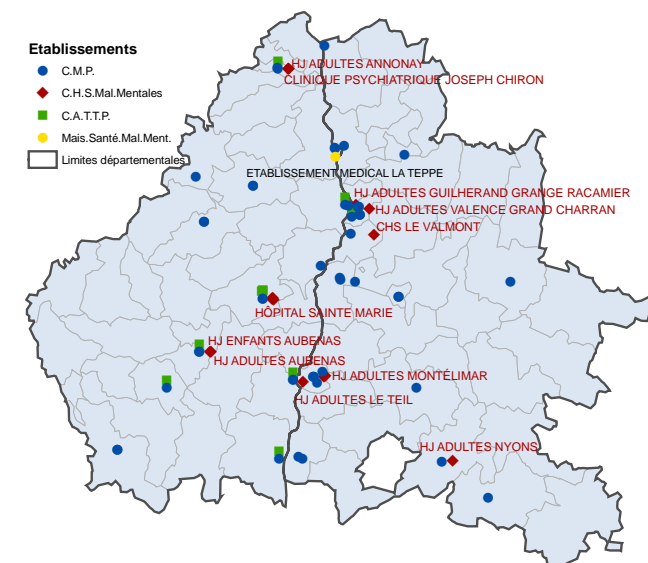 Etablissements
C.M.P.
C.H.S.Mal.Mentales
C.A.T.T.P.
Mais.Santé.Mal.Ment.
Limites départementales
HJ ADULTES ANNONAY
CLINIQUE PSYCHIATRIQUE JOSEPH CHIRON
ETABLISSEMENT MEDICAL LA TEPPE
HJ ADULTES GUILHERAND GRANGE RACAMIER
HJ ADULTES VALENCE GRAND CHARRAN
CHS LE VALMONT
HÔPITAL SAINTE MARIE
HJ ENFANTS AUBENAS
HJ ADULTES AUBENAS
HJ ADULTES MONTÉLIMAR
HJ ADULTES LE TEIL
HJ ADULTES NYONS